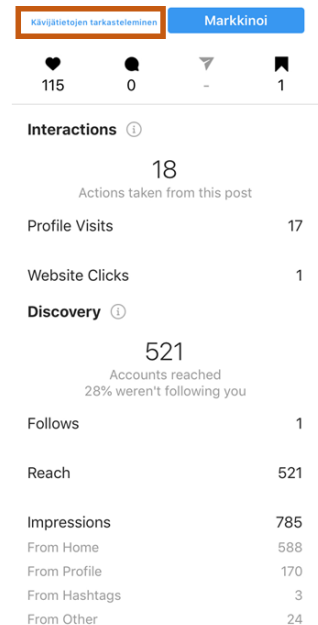 Kävijätietojen tarkasteleminen
Markkinoi
115 0 - 1
Interactions
18
Actions taken from this post
Profile Visits 17
Website Clicks 1
Discovery
521
Accounts reached
28% weren't following you
Follows 1
Reach 521
Impressions 785
From Home 588
From Profile 170
From Hashtags 3
From Other 24